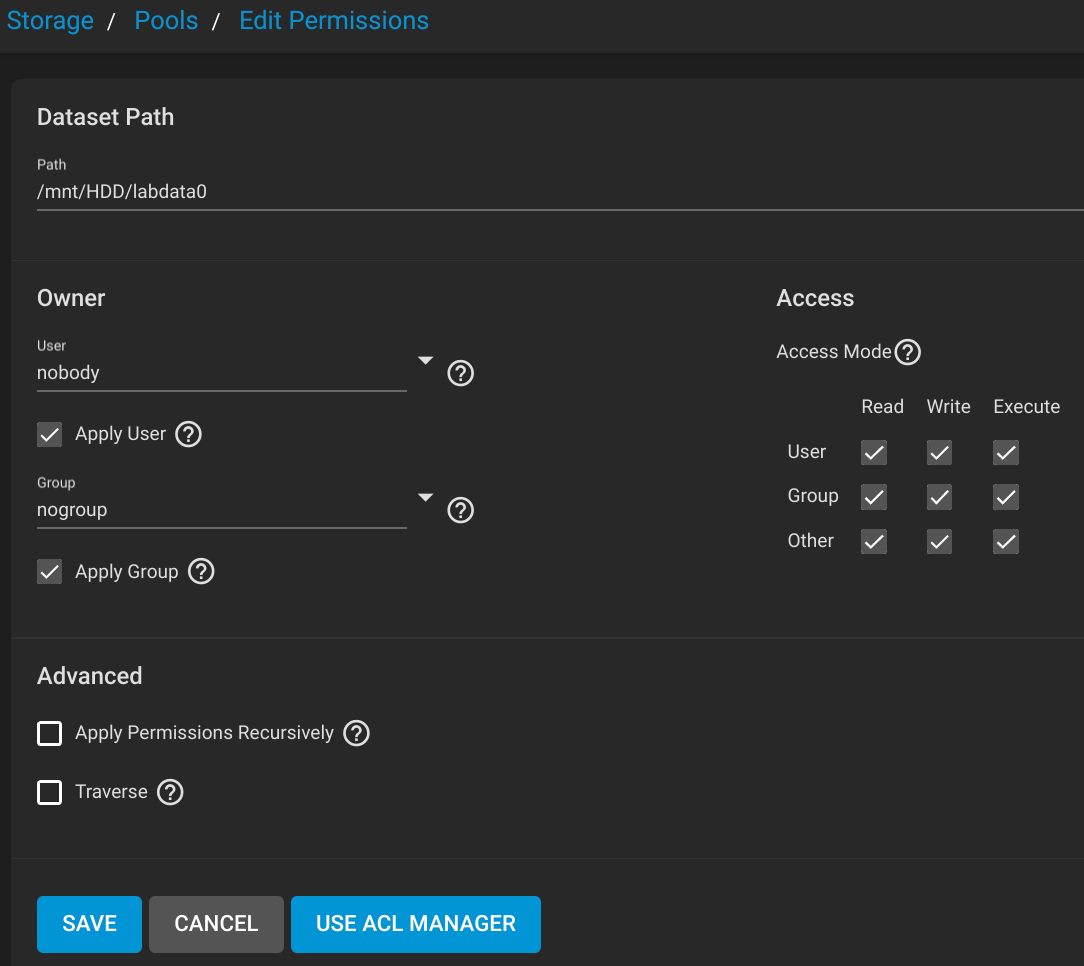 Storage / Pools / Edit Permissions
Dataset Path
Path
/mnt/HDD/labdata0
Owner
User
nobody
Apply User
Group
nogroup
Apply Group
Access
Access Mode
Read Write Execute
User
Group
Other
Advanced
Apply Permissions Recursively
Traverse
SAVE CANCEL USE ACL MANAGER